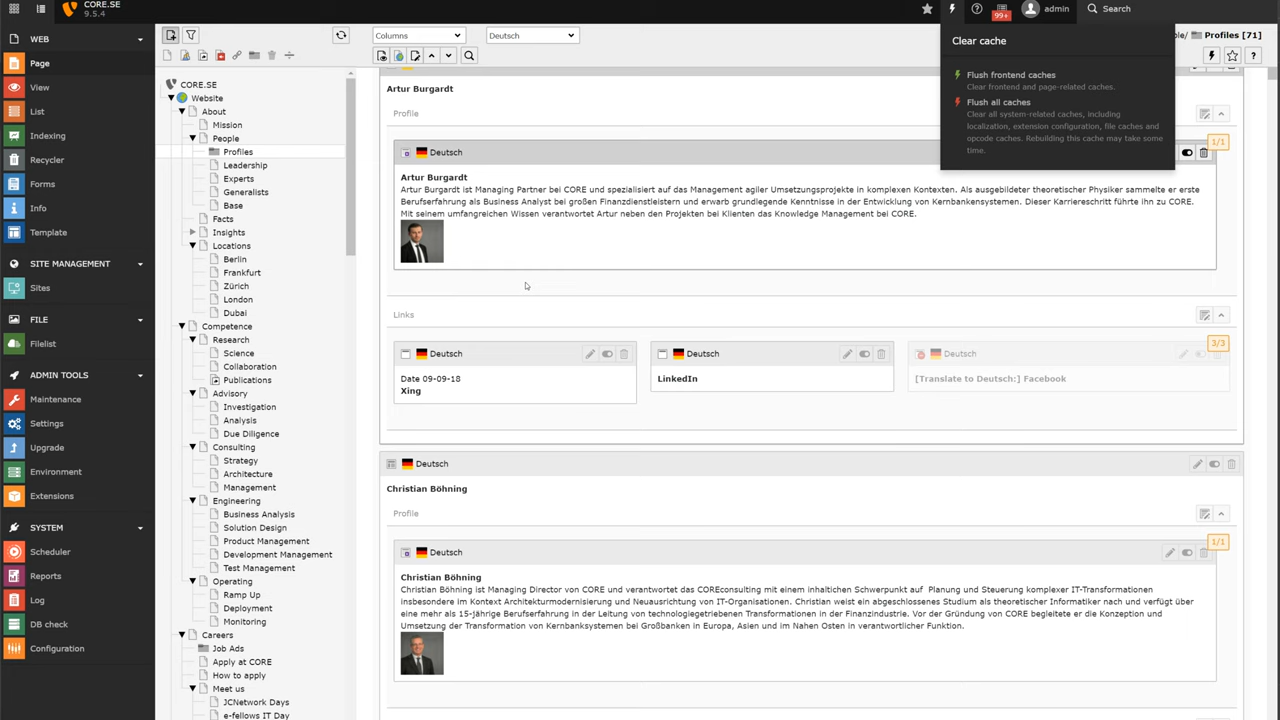 CORE.SE
9.5.4
99+
admin
Search
WEB
Page
View
List
Indexing
Recycler
Forms
Info
Template
SITE MANAGEMENT
Sites
FILE
Filelist
ADMIN TOOLS
Maintenance
Settings
Upgrade
Environment
Extensions
SYSTEM
Scheduler
Reports
Log
DB check
Configuration
CORE.SE
Website
About
Mission
People
Profiles
Leadership
Experts
Generalists
Base
Facts
Insights
Locations
Berlin
Frankfurt
Zürich
London
Dubai
Competence
Research
Science
Collaboration
Publications
Advisory
Investigation
Analysis
Due Diligence
Consulting
Strategy
Architecture
Management
Engineering
Business Analysis
Solution Design
Product Management
Development Management
Test Management
Operating
Ramp Up
Deployment
Monitoring
Careers
Job Ads
Apply at CORE
How to apply
Meet us
JCNetwork Days
e-fellows IT Day
Columns
Deutsch
Profiles [71]
Clear cache
Flush frontend caches
Clear frontend and page-related caches.
Flush all caches
Clear all system-related caches, including
localization, extension configuration, file caches and
opcode caches. Rebuilding this cache may take some
time.
Artur Burgardt
Profile
1/1
Deutsch
Artur Burgardt
Artur Burgardt ist Managing Partner bei CORE und spezialisiert auf das Management agiler Umsetzungsprojekte in komplexen Kontexten. Als ausgebildeter theoretischer Physiker sammelte er erste
Berufserfahrung als Business Analyst bei großen Finanzdienstleistern und erwarb grundlegende Kenntnisse in der Entwicklung von Kernbankensystemen. Dieser Karriereschritt führte ihn zu CORE.
Mit seinem umfangreichen Wissen verantwortet Artur neben den Projekten bei Klienten das Knowledge Management bei CORE.
Links
3/3
Deutsch
Date 09-09-18
Xing
Deutsch
LinkedIn
Deutsch
[Translate to Deutsch:] Facebook
Deutsch
Christian Böhning
Profile
1/1
Deutsch
Christian Böhning
Christian Böhning ist Managing Director von CORE und verantwortet das COREconsulting mit einem inhaltichen Schwerpunkt auf Planung und Steuerung komplexer IT-Transformationen
insbesondere im Kontext Architekturmodernisierung und Neuausrichtung von IT-Organisationen. Christian weist ein abgeschlossenes Studium als theoretischer Informatiker nach und verfügt über
eine mehr als 15-jährige Berufserfahrung in der Leitung von technologiegetriebenen Transformationen in der Finanzindustrie. Vor der Gründung von CORE begleitete er die Konzeption und
Umsetzung der Transformation von Kernbanksystemen bei Großbanken in Europa, Asien und im Nahen Osten in verantwortlicher Funktion.